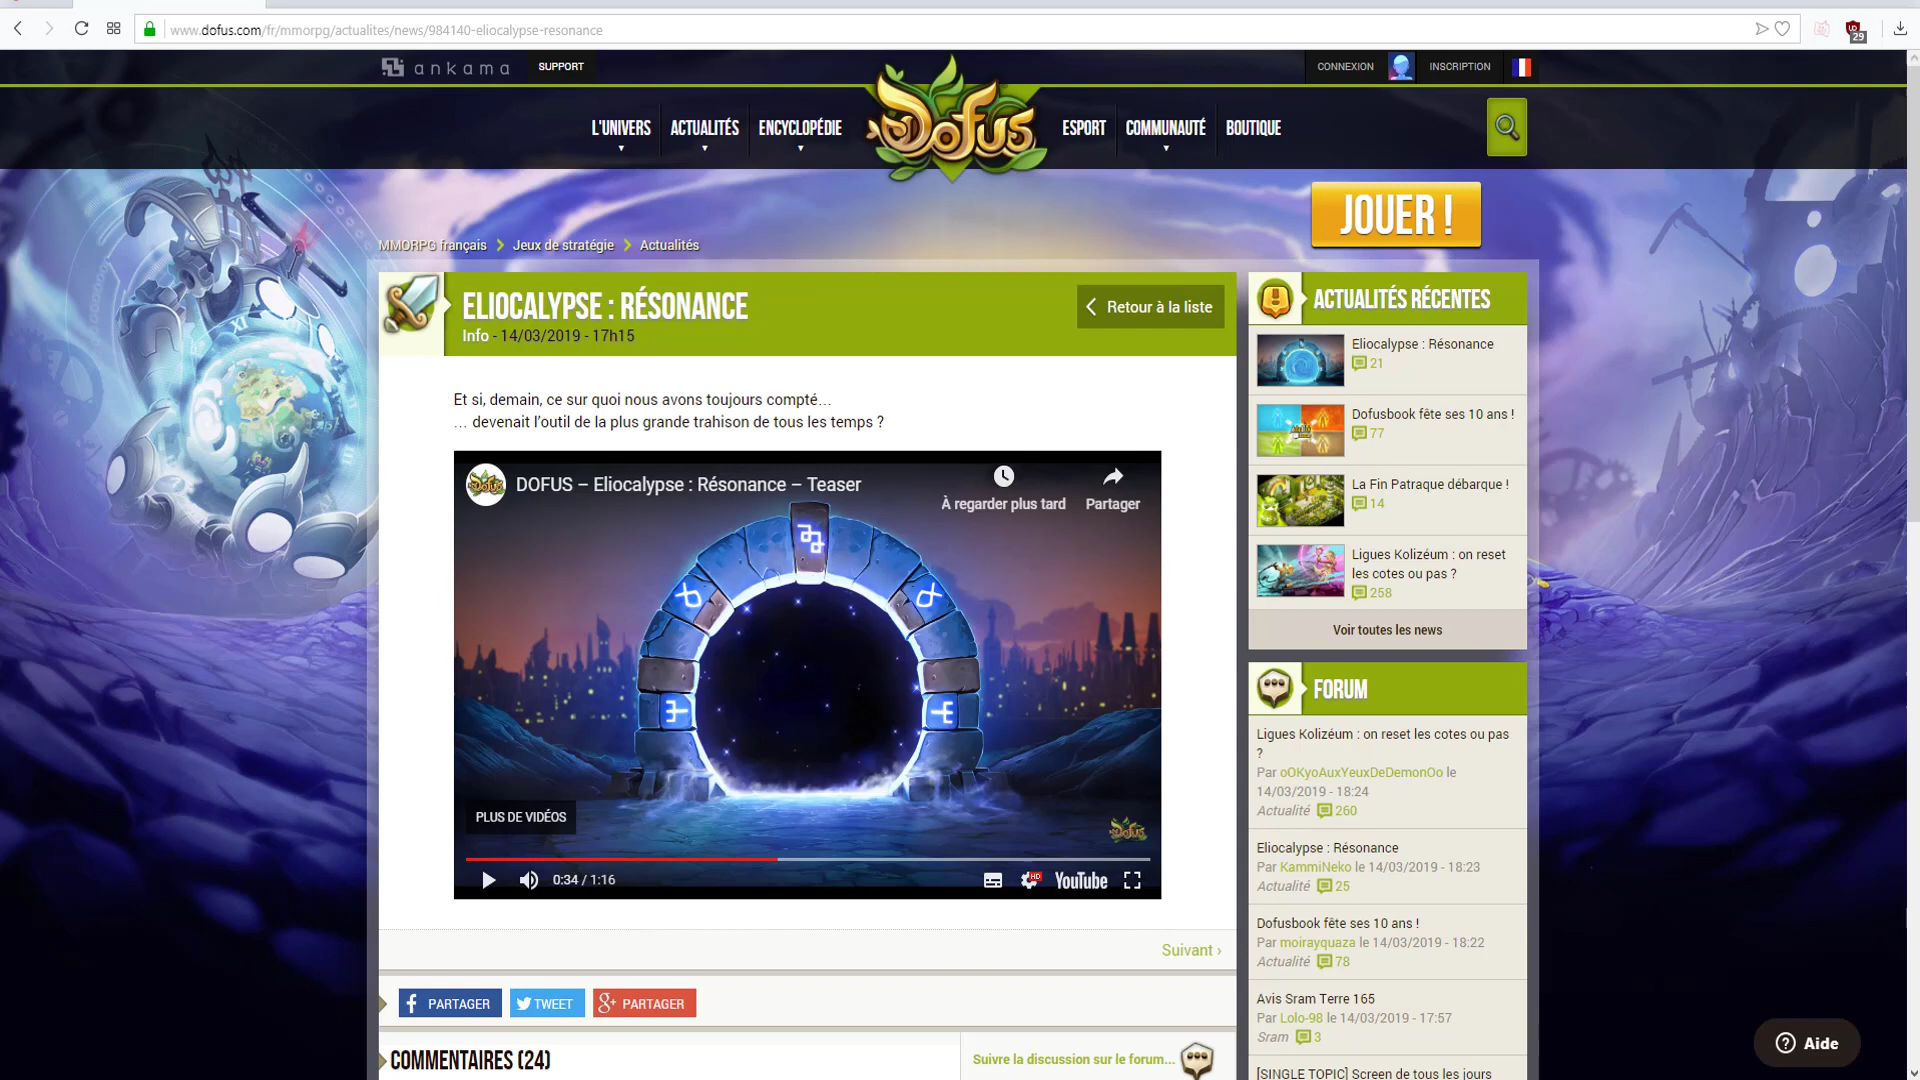 www.dofus.com/fr/mmorpg/actualites/news/984140-eliocalypse-resonance
29
ankama
SUPPORT
CONNEXION
INSCRIPTION
L'UNIVERS
ACTUALITÉS
ENCYCLOPÉDIE
DOFUS
ESPORT
COMMUNAUTÉ
BOUTIQUE
JOUER !
MMORPG français
Jeux de stratégie
Actualités
ELIOCALYPSE : RÉSONANCE
Info - 14/03/2019 - 17h15
Retour à la liste
Et si, demain, ce sur quoi nous avons toujours compté…
… devenait l’outil de la plus grande trahison de tous les temps ?
DOFUS – Eliocalypse : Résonance – Teaser
À regarder plus tard
Partager
PLUS DE VIDÉOS
Dofus
0:34 / 1:16
HD
YouTube
Suivant ›
PARTAGER
TWEET
PARTAGER
COMMENTAIRES (24)
Suivre la discussion sur le forum...
ACTUALITÉS RÉCENTES
Eliocalypse : Résonance
21
Dofusbook fête ses 10 ans !
77
La Fin Patraque débarque !
14
Ligues Kolizéum : on reset
les cotes ou pas ?
258
Voir toutes les news
FORUM
Ligues Kolizéum : on reset les cotes ou pas
?
Par oOKyoAuxYeuxDeDemonOo le
14/03/2019 - 18:24
Actualité 260
Eliocalypse : Résonance
Par KammiNeko le 14/03/2019 - 18:23
Actualité 25
Dofusbook fête ses 10 ans !
Par moirayquaza le 14/03/2019 - 18:22
Actualité 78
Avis Sram Terre 165
Par Lolo-98 le 14/03/2019 - 17:57
Sram 3
[SINGLE TOPIC] Screen de tous les jours
Aide